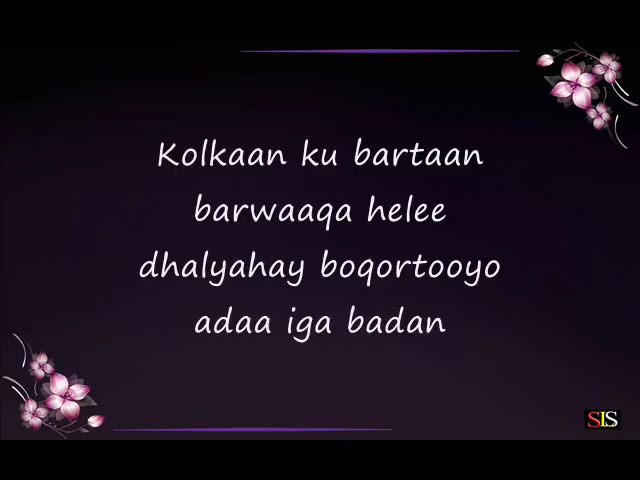 Kolkaan ku bartaan
barwaaqa helee
dhalyahay boqortooyo
adaa iga badan
SIS